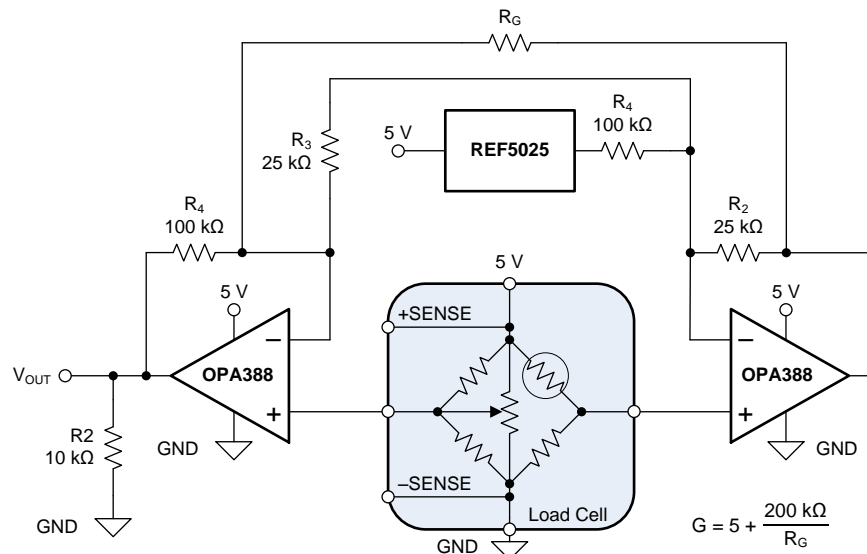 R_G
R_4
100 kΩ
5 V
REF5025
R_3
25 kΩ
R_4
100 kΩ
R_2
25 kΩ
5 V
5 V
5 V
+SENSE
–
OPA388
+
V_OUT
–
OPA388
+
R2
10 kΩ
GND
GND
–SENSE
Load Cell
GND
GND
G = 5 + 200 kΩ / R_G